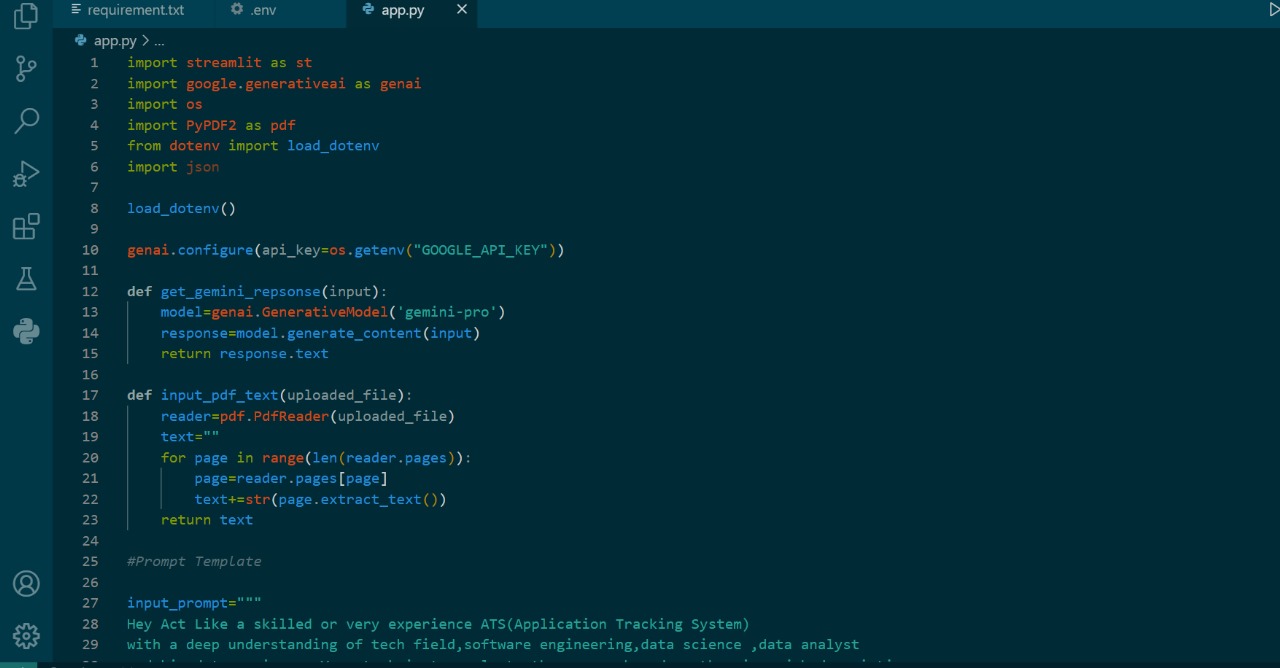 requirement.txt
.env
app.py
app.py > ...
1 import streamlit as st
2 import google.generativeai as genai
3 import os
4 import PyPDF2 as pdf
5 from dotenv import load_dotenv
6 import json
7
8 load_dotenv()
9
10 genai.configure(api_key=os.getenv("GOOGLE_API_KEY"))
11
12 def get_gemini_repsonse(input):
13     model=genai.GenerativeModel('gemini-pro')
14     response=model.generate_content(input)
15     return response.text
16
17 def input_pdf_text(uploaded_file):
18     reader=pdf.PdfReader(uploaded_file)
19     text=""
20     for page in range(len(reader.pages)):
21         page=reader.pages[page]
22         text+=str(page.extract_text())
23     return text
24
25 #Prompt Template
26
27 input_prompt="""
28 Hey Act Like a skilled or very experience ATS(Application Tracking System)
29 with a deep understanding of tech field,software engineering,data science ,data analyst